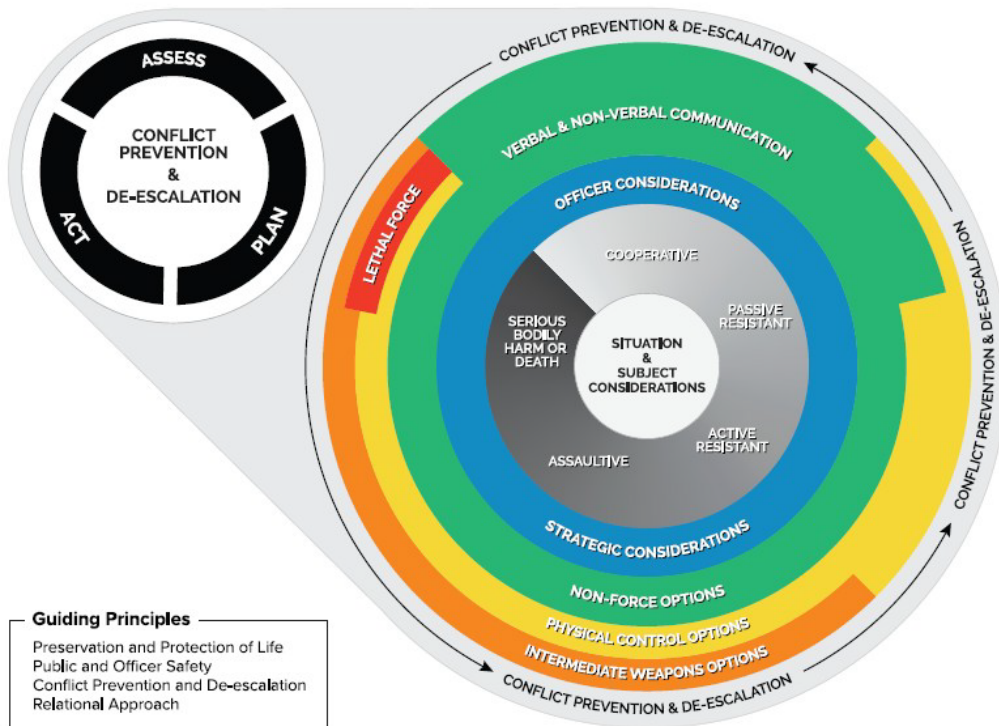 ASSESS
CONFLICT
PREVENTION
&
DE-ESCALATION
ACT
PLAN
CONFLICT PREVENTION & DE-ESCALATION
VERBAL & NON-VERBAL COMMUNICATION
OFFICER CONSIDERATIONS
LETHAL FORCE
COOPERATIVE
PASSIVE
RESISTANT
SERIOUS
BODILY
HARM OR
DEATH
SITUATION
&
SUBJECT
CONSIDERATIONS
CONFLICT PREVENTION & DE-ESCALATION
ACTIVE
RESISTANT
ASSAULTIVE
STRATEGIC CONSIDERATIONS
NON-FORCE OPTIONS
PHYSICAL CONTROL OPTIONS
INTERMEDIATE WEAPONS OPTIONS
CONFLICT PREVENTION & DE-ESCALATION
Guiding Principles
Preservation and Protection of Life
Public and Officer Safety
Conflict Prevention and De-escalation
Relational Approach